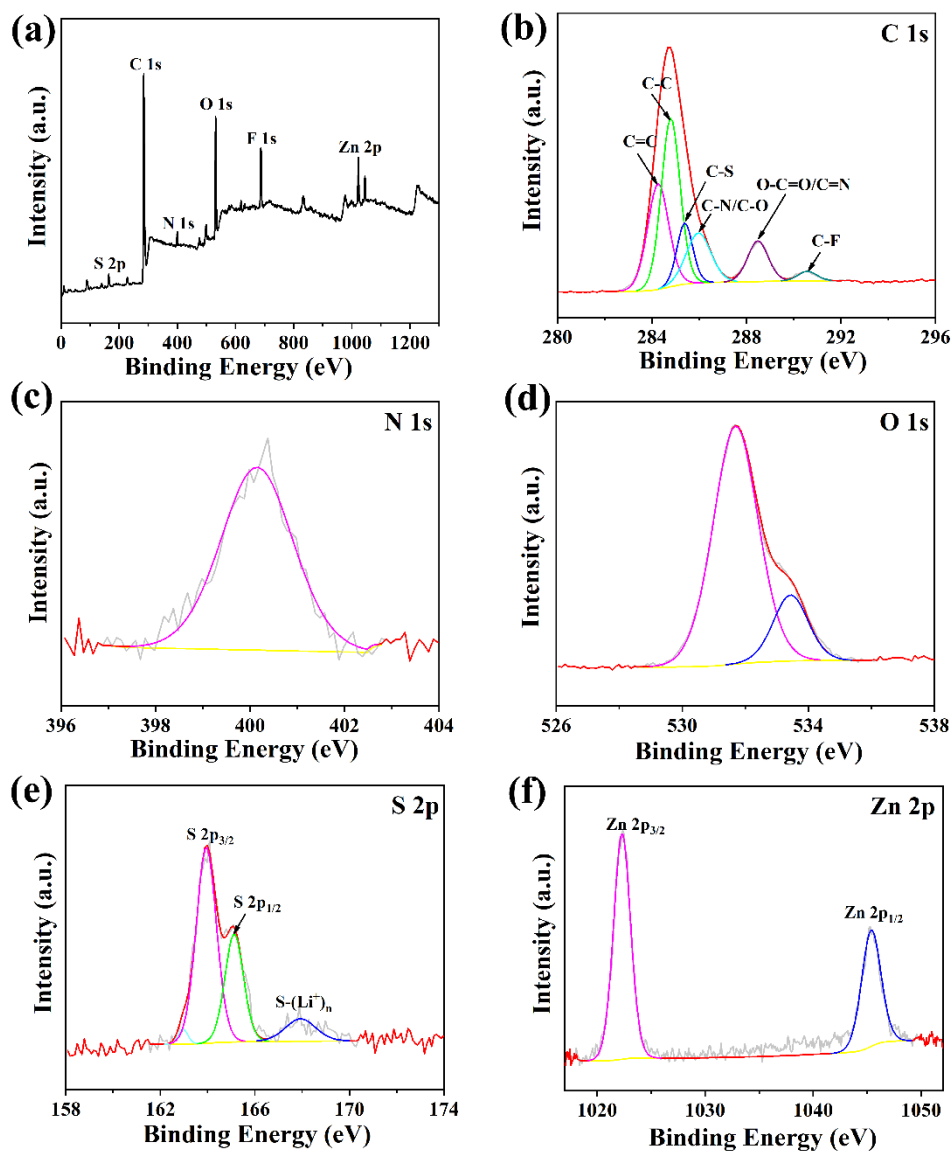 (a)
C 1s
O 1s
F 1s
Zn 2p
N 1s
S 2p
Intensity (a.u.)
0 200 400 600 800 1000 1200
Binding Energy (eV)
(b)
C 1s
C-C
C=C
C-S
C-N/C-O
O-C=O/C=N
C-F
Intensity (a.u.)
280 284 288 292 296
Binding Energy (eV)
(c)
N 1s
Intensity (a.u.)
396 398 400 402 404
Binding Energy (eV)
(d)
O 1s
Intensity (a.u.)
526 530 534 538
Binding Energy (eV)
(e)
S 2p
S 2p3/2
S 2p1/2
S-(Li+)n
Intensity (a.u.)
158 162 166 170 174
Binding Energy (eV)
(f)
Zn 2p
Zn 2p3/2
Zn 2p1/2
Intensity (a.u.)
1020 1030 1040 1050
Binding Energy (eV)